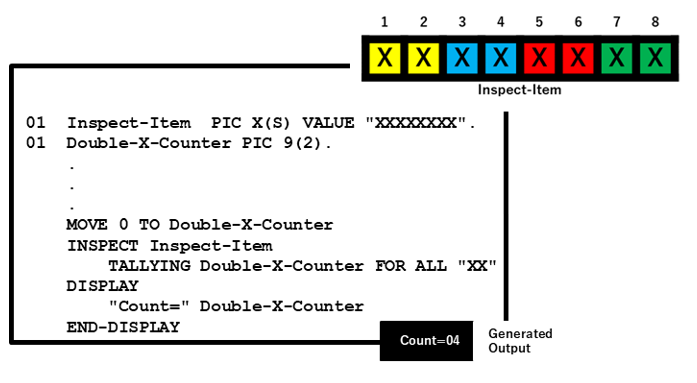 1 2 3 4 5 6 7 8
X X X X X X X X
Inspect-Item
01 Inspect-Item PIC X(S) VALUE "XXXXXXXX".
01 Double-X-Counter PIC 9(2).
.
.
.
MOVE 0 TO Double-X-Counter
INSPECT Inspect-Item
TALLYING Double-X-Counter FOR ALL "XX"
DISPLAY
"Count=" Double-X-Counter
END-DISPLAY
Count=04
Generated
Output